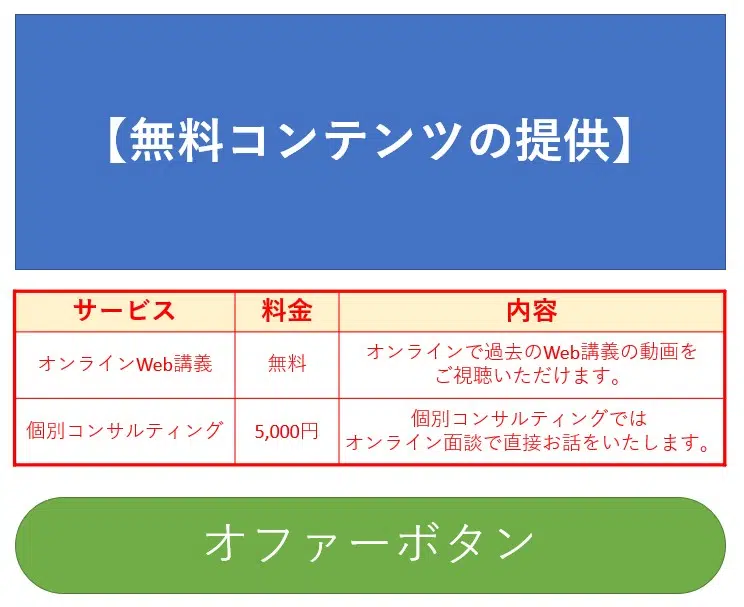 【無料コンテンツの提供】
サービス 料金 内容
オンラインWeb講義 無料 オンラインで過去のWeb講義の動画を
ご視聴いただけます。
個別コンサルティング 5,000円 個別コンサルティングでは
オンライン面談で直接お話をいたします。
オファーボタン